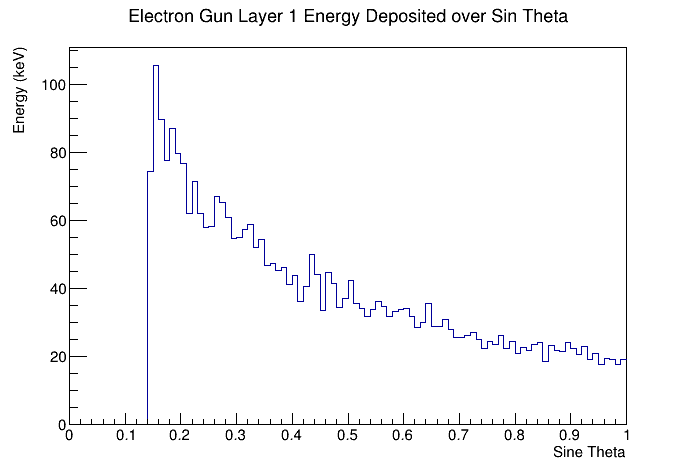 Electron Gun Layer 1 Energy Deposited over Sin Theta
Energy (keV)
100
80
60
40
20
0
0 0.1 0.2 0.3 0.4 0.5 0.6 0.7 0.8 0.9 1
Sine Theta